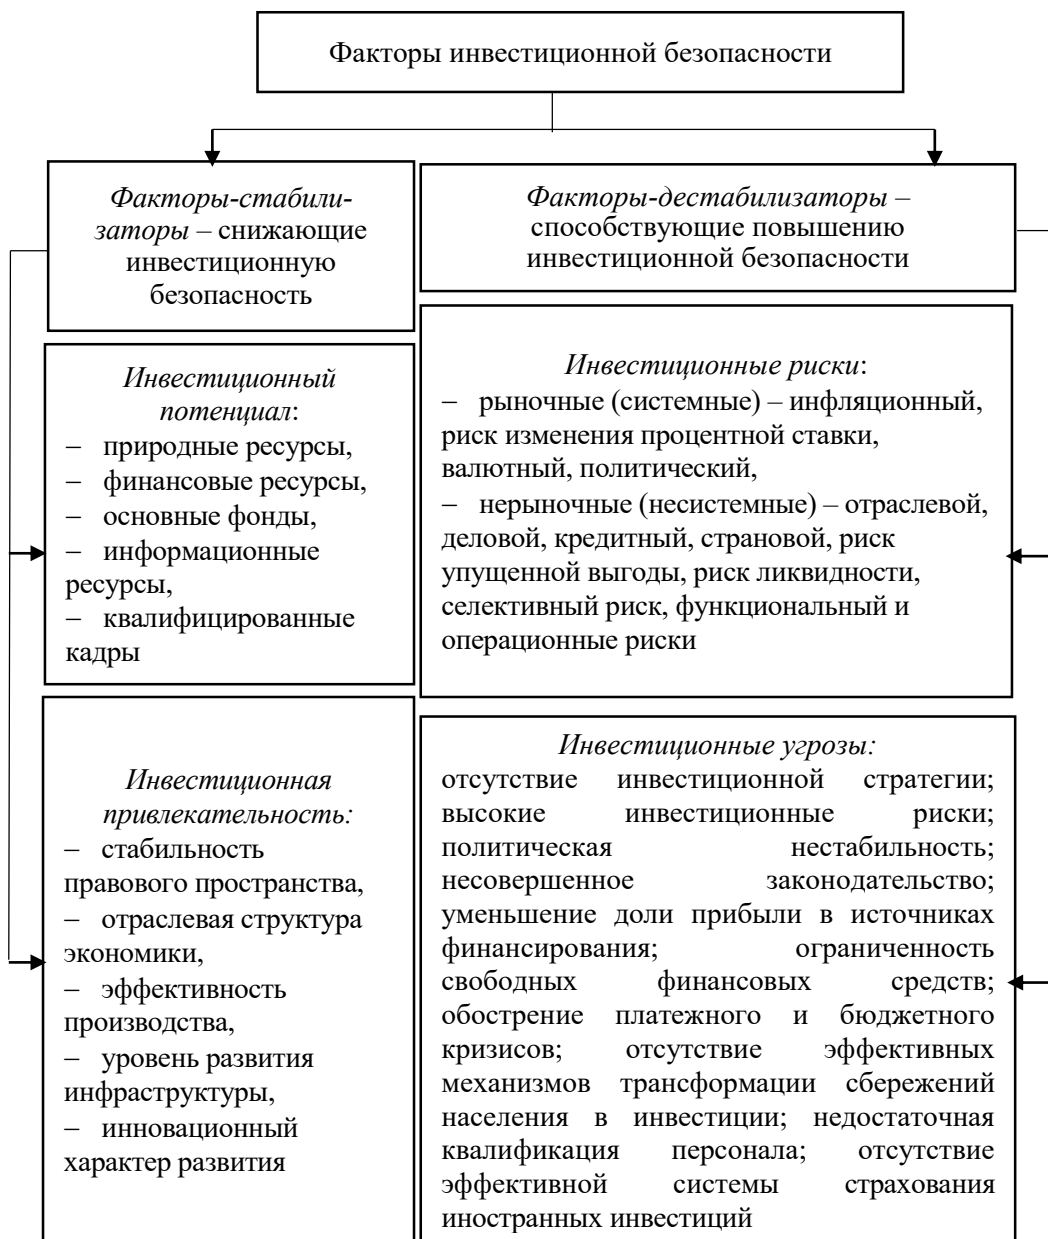 Факторы инвестиционной безопасности
Факторы-стабили-
заторы – снижающие
инвестиционную
безопасность
Факторы-дестабилизаторы –
способствующие повышению
инвестиционной безопасности
Инвестиционный
потенциал:
− природные ресурсы,
− финансовые ресурсы,
− основные фонды,
− информационные
ресурсы,
− квалифицированные
кадры
Инвестиционные риски:
− рыночные (системные) – инфляционный,
риск изменения процентной ставки,
валютный, политический,
− нерыночные (несистемные) – отраслевой,
деловой, кредитный, страновой, риск
упущенной выгоды, риск ликвидности,
селективный риск, функциональный и
операционные риски
Инвестиционная
привлекательность:
− стабильность
правового пространства,
− отраслевая структура
экономики,
− эффективность
производства,
− уровень развития
инфраструктуры,
− инновационный
характер развития
Инвестиционные угрозы:
отсутствие инвестиционной стратегии;
высокие инвестиционные риски;
политическая нестабильность;
несовершенное законодательство;
уменьшение доли прибыли в источниках
финансирования; ограниченность
свободных финансовых средств;
обострение платежного и бюджетного
кризисов; отсутствие эффективных
механизмов трансформации сбережений
населения в инвестиции; недостаточная
квалификация персонала; отсутствие
эффективной системы страхования
иностранных инвестиций